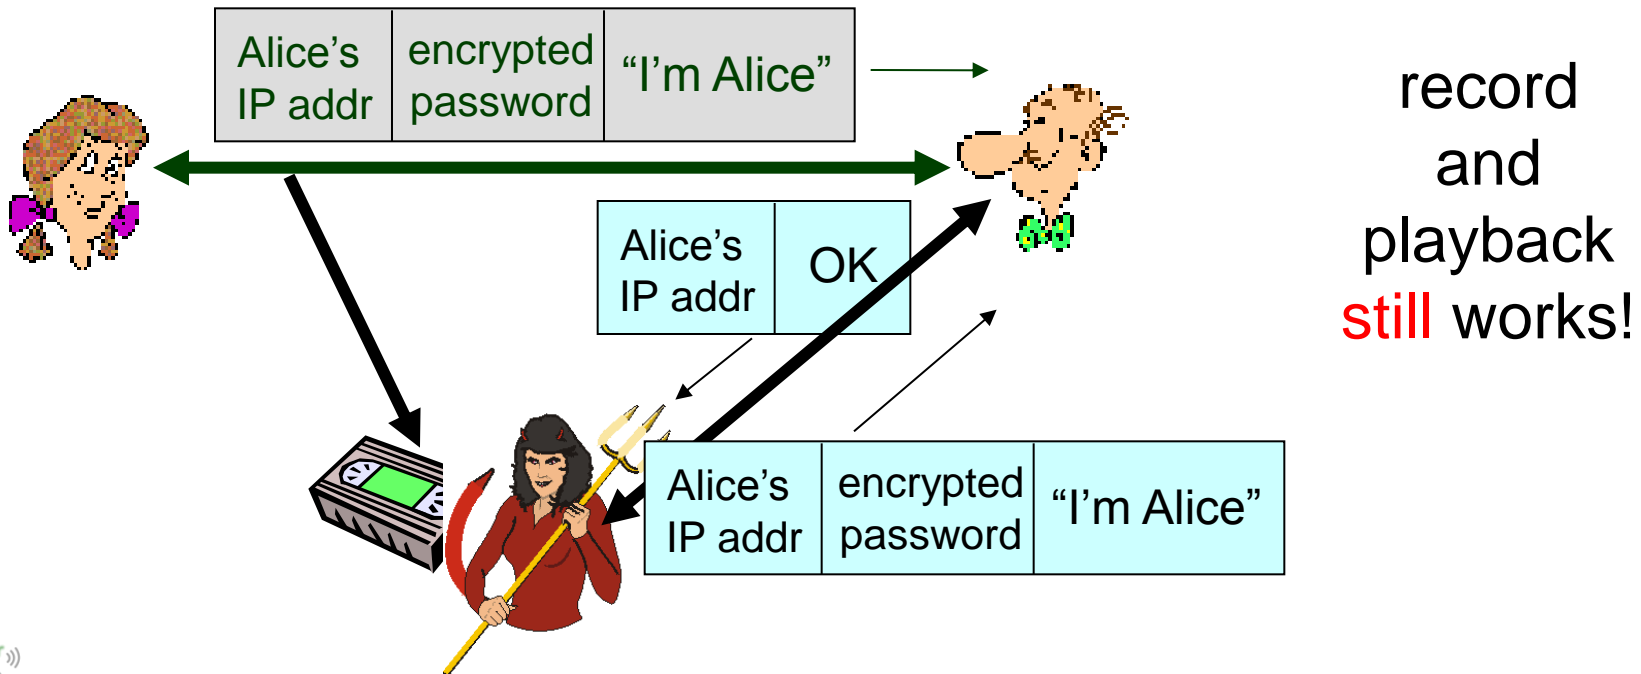 Alice’s
IP addr
encrypted
password
“I’m Alice”
record
and
playback
still works!
Alice’s
IP addr
OK
Alice’s
IP addr
encrypted
password
“I’m Alice”